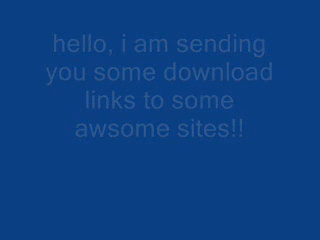 hello, i am sending
you some download
links to some
awsome sites!!